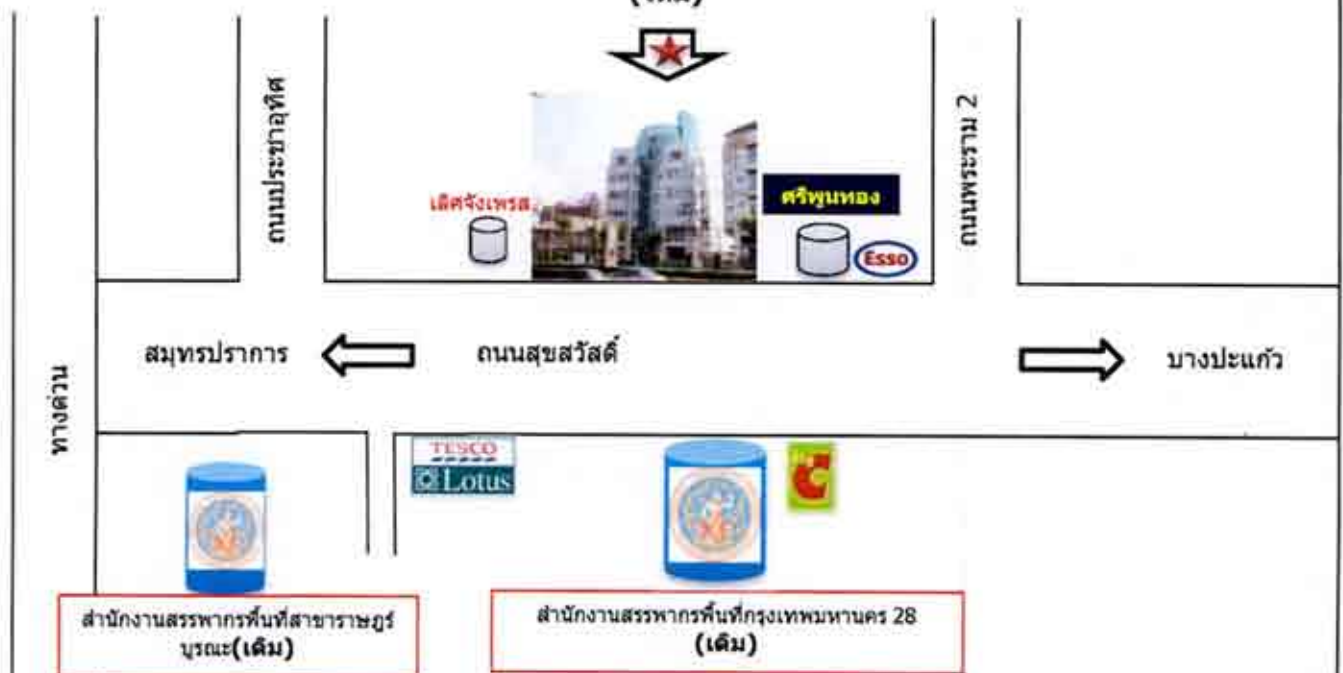 (เดิม)
ถนนประชาอุทิศ
ถนนพระราม 2
เลิศจังเพรส
ศรีพูนทอง
Esso
สมุทรปราการ
ถนนสุขสวัสดิ์
บางปะแก้ว
ทางด่วน
TESCO
Lotus
C
สำนักงานสรรพากรพื้นที่สาขาราษฎร์
บูรณะ(เดิม)
สำนักงานสรรพากรพื้นที่กรุงเทพมหานคร 28
(เดิม)